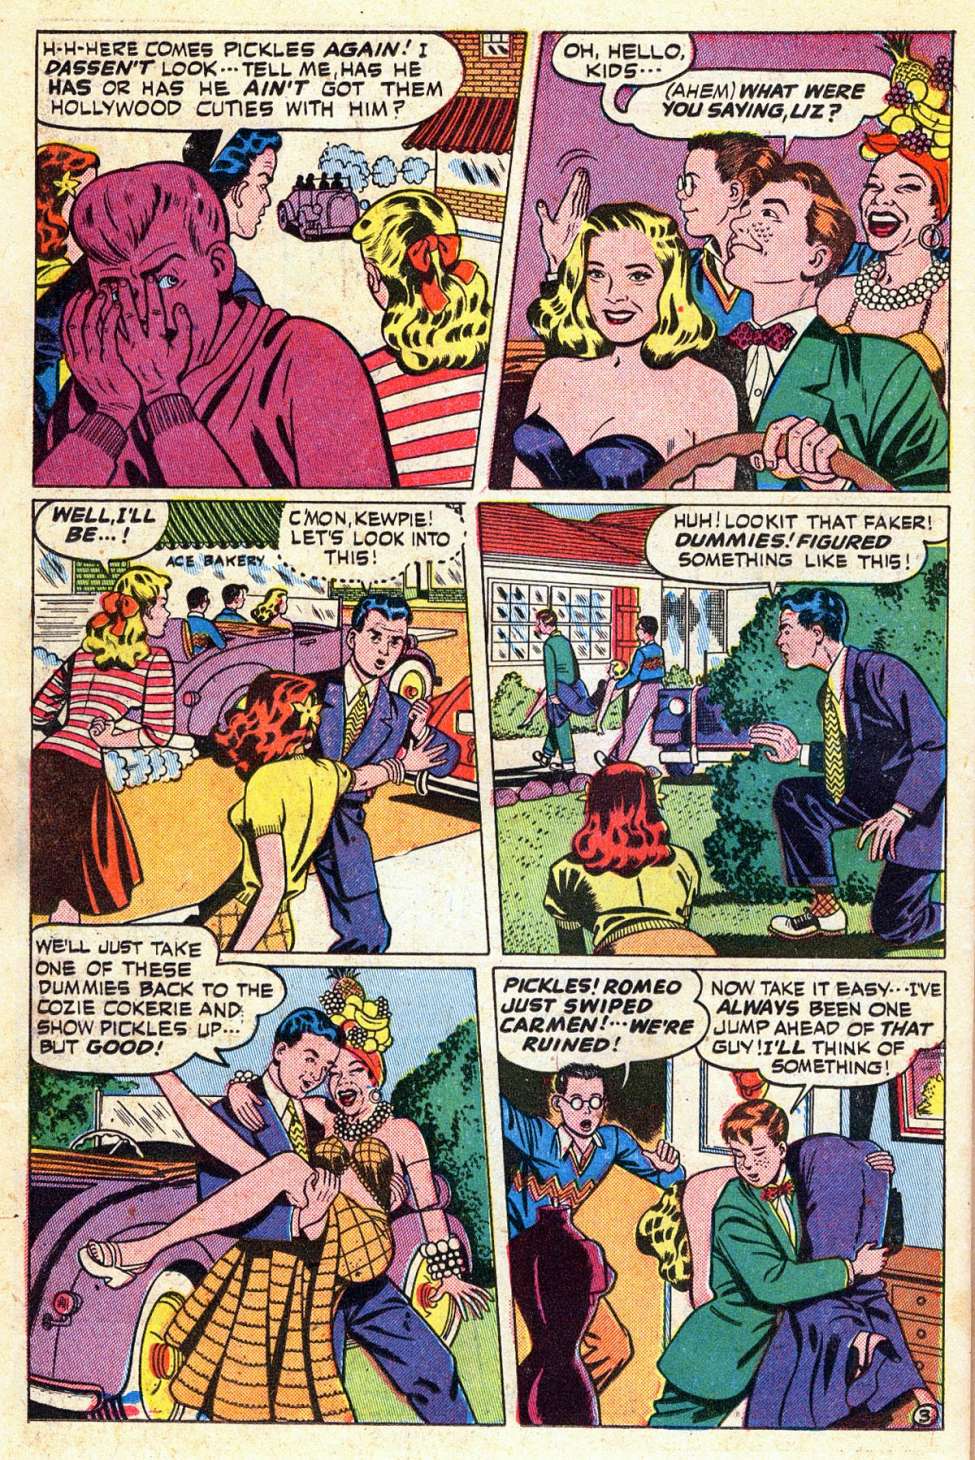 H-H-HERE COMES PICKLES AGAIN! I
DASSEN'T LOOK--- TELL ME, HAS HE
HAS OR HAS HE AIN'T GOT THEM
HOLLYWOOD CUTIES WITH HIM?
OH, HELLO,
KIDS---
(AHEM) WHAT WERE
YOU SAYING, LIZ?
WELL, I'LL
BE---!
C'MON, KEWPIE!
LET'S LOOK INTO
THIS!
ACE BAKERY
HUH! LOOKIT THAT FAKER!
DUMMIES! FIGURED
SOMETHING LIKE THIS!
WE'LL JUST TAKE
ONE OF THESE
DUMMIES BACK TO THE
COZIE COKERIE AND
SHOW PICKLES UP---
BUT GOOD!
PICKLES! ROMEO
JUST SWIPED
CARMEN!--- WE'RE
RUINED!
NOW TAKE IT EASY---I'VE
ALWAYS BEEN ONE
JUMP AHEAD OF THAT
GUY! I'LL THINK OF
SOMETHING!
3